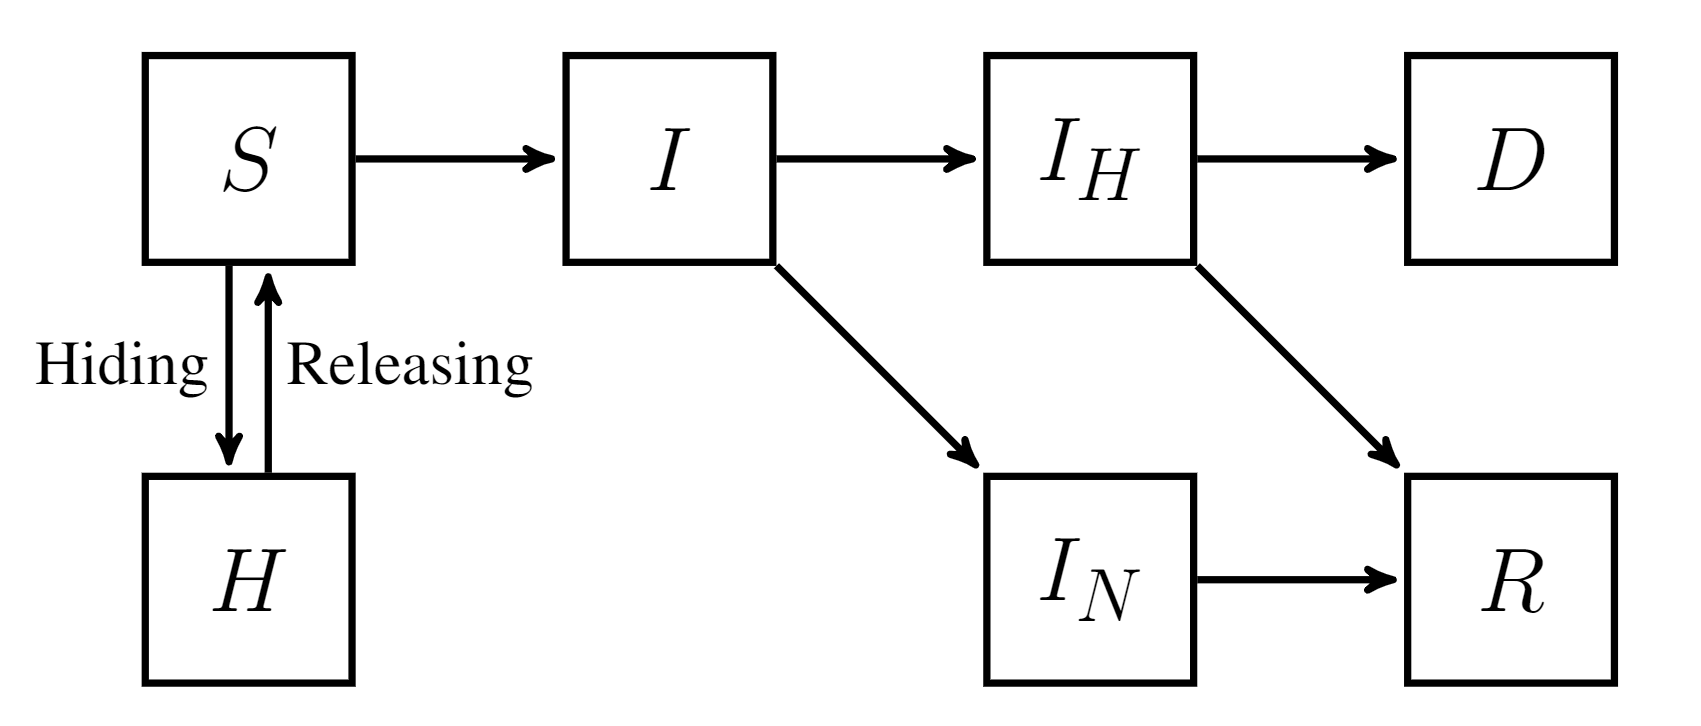 S I I_H D
Hiding Releasing
H I_N R